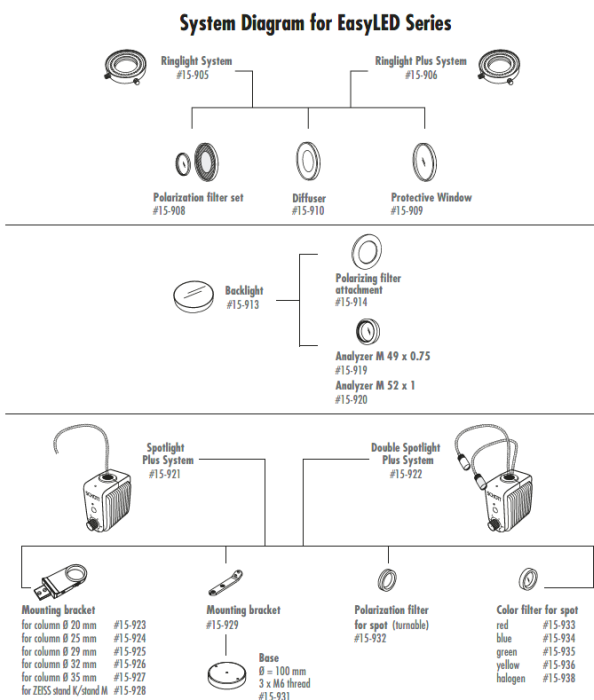 System Diagram for EasyLED Series
Ringlight System
#15-905
Ringlight Plus System
#15-906
Polarization filter set
#15-908
Diffuser
#15-910
Protective Window
#15-909
Backlight
#15-913
Polarizing filter
attachment
#15-914
Analyzer M 49 x 0.75
#15-919
Analyzer M 52 x 1
#15-920
Spotlight
Plus System
#15-921
Double Spotlight
Plus System
#15-922
SCHOTT
SCHOTT
Mounting bracket
for column Ø 20 mm #15-923
for column Ø 25 mm #15-924
for column Ø 29 mm #15-925
for column Ø 32 mm #15-926
for column Ø 35 mm #15-927
for ZEISS stand K/stand M #15-928
Mounting bracket
#15-929
Base
Ø = 100 mm
3 x M6 thread
#15-931
Polarization filter
for spot (turnable)
#15-932
Color filter for spot
red #15-933
blue #15-934
green #15-935
yellow #15-936
halogen #15-938